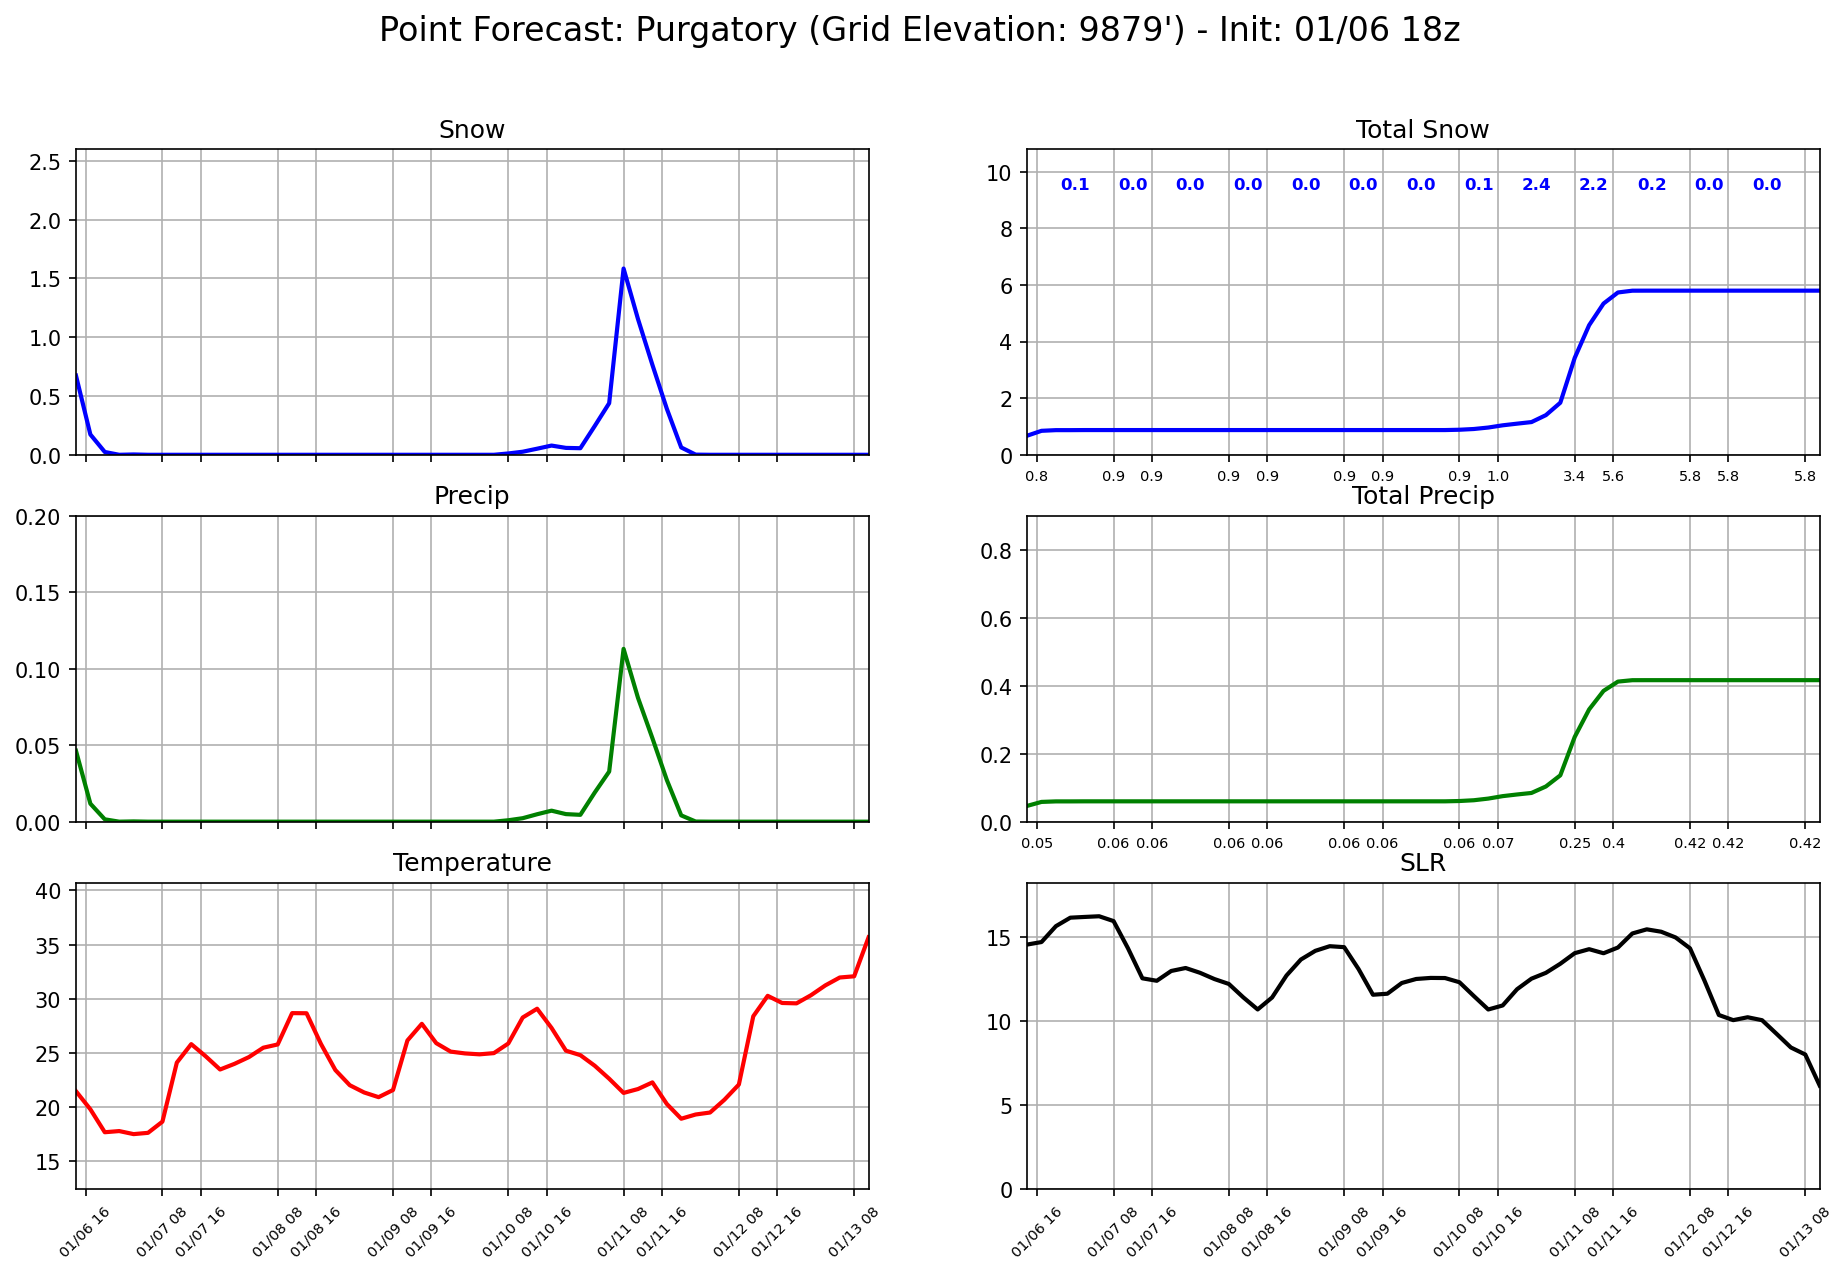 Point Forecast: Purgatory (Grid Elevation: 9879') - Init: 01/06 18z
Snow
2.5
2.0
1.5
1.0
0.5
0.0
Total Snow
10
8
6
4
2
0
0.1 0.0 0.0 0.0 0.0 0.0 0.0 0.1 2.4 2.2 0.2 0.0 0.0
0.8 0.9 0.9 0.9 0.9 0.9 0.9 0.9 1.0 3.4 5.6 5.8 5.8 5.8
Precip
0.20
0.15
0.10
0.05
0.00
Total Precip
0.8
0.6
0.4
0.2
0.0
0.05 0.06 0.06 0.06 0.06 0.06 0.06 0.06 0.07 0.25 0.4 0.42 0.42 0.42
Temperature
40
35
30
25
20
15
01/06 16 01/07 08 01/07 16 01/08 08 01/08 16 01/09 08 01/09 16 01/10 08 01/10 16 01/11 08 01/11 16 01/12 08 01/12 16 01/13 08
SLR
15
10
5
0
01/06 16 01/07 08 01/07 16 01/08 08 01/08 16 01/09 08 01/09 16 01/10 08 01/10 16 01/11 08 01/11 16 01/12 08 01/12 16 01/13 08